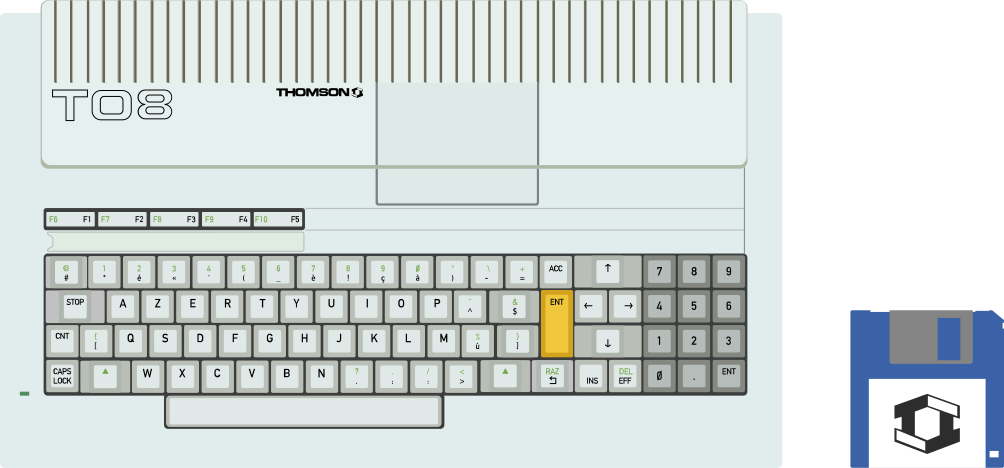 TO8
THOMSON
F6 F1 F7 F2 F8 F3 F9 F4 F10 F5
© 1 2 3 4 5 6 7 8 9 Ø ° \ + ACC ↑ 7 8 9
# * é « ´ ( _ è ! ç à ) - =
STOP A Z E R T Y U I O P ¨ & ENT ← → 4 5 6
^ $
CNT { Q S D F G H J K L M % } ↓ 1 2 3
[ ù ]
CAPS ▲ W X C V B N ? . / < ▲ RAZ INS DEL Ø . ENT
LOCK . : > EFF